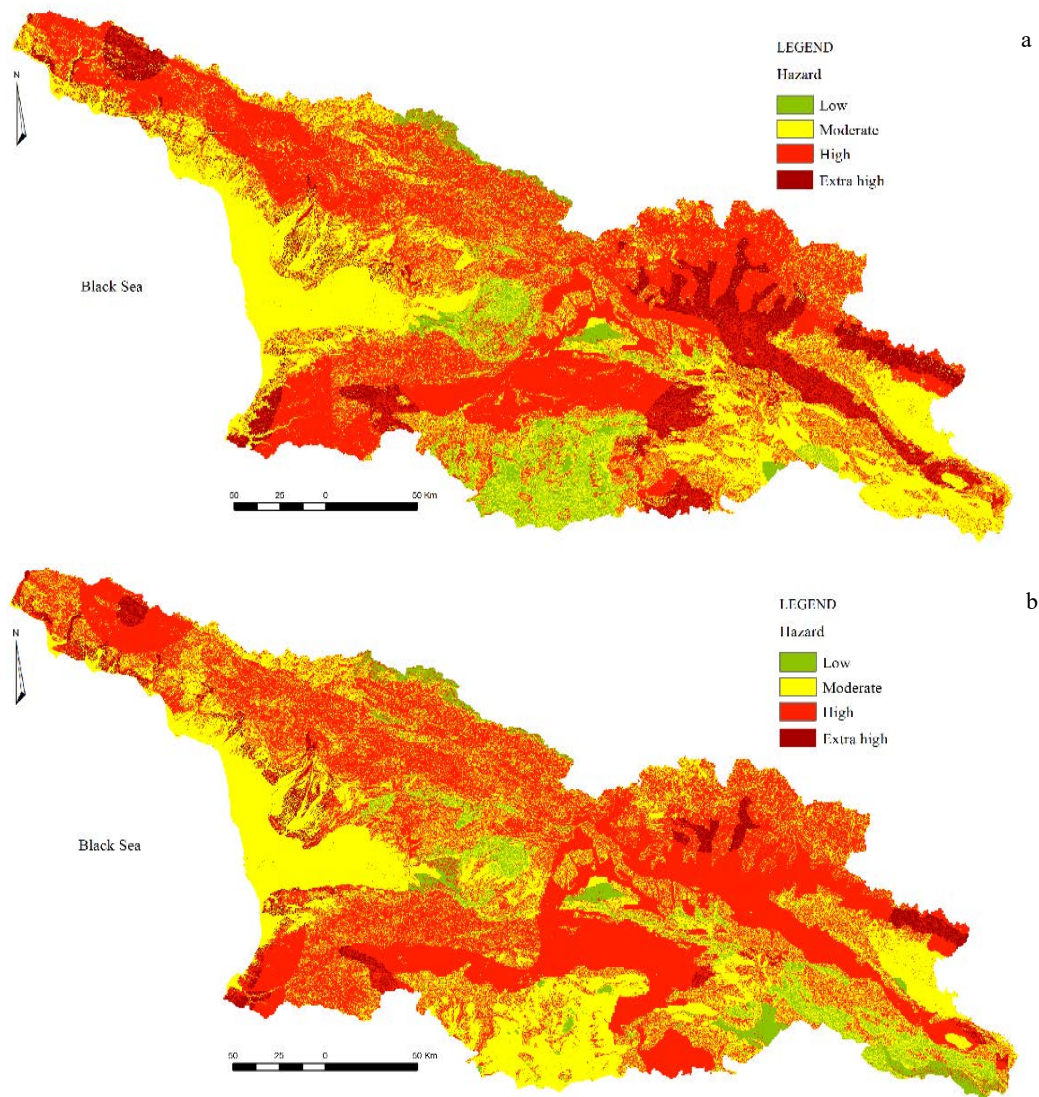 a
LEGEND
Hazard
N
Low
Moderate
High
Extra high
Black Sea
50 25 0 50 Km
b
LEGEND
Hazard
N
Low
Moderate
High
Extra high
Black Sea
50 25 0 50 Km